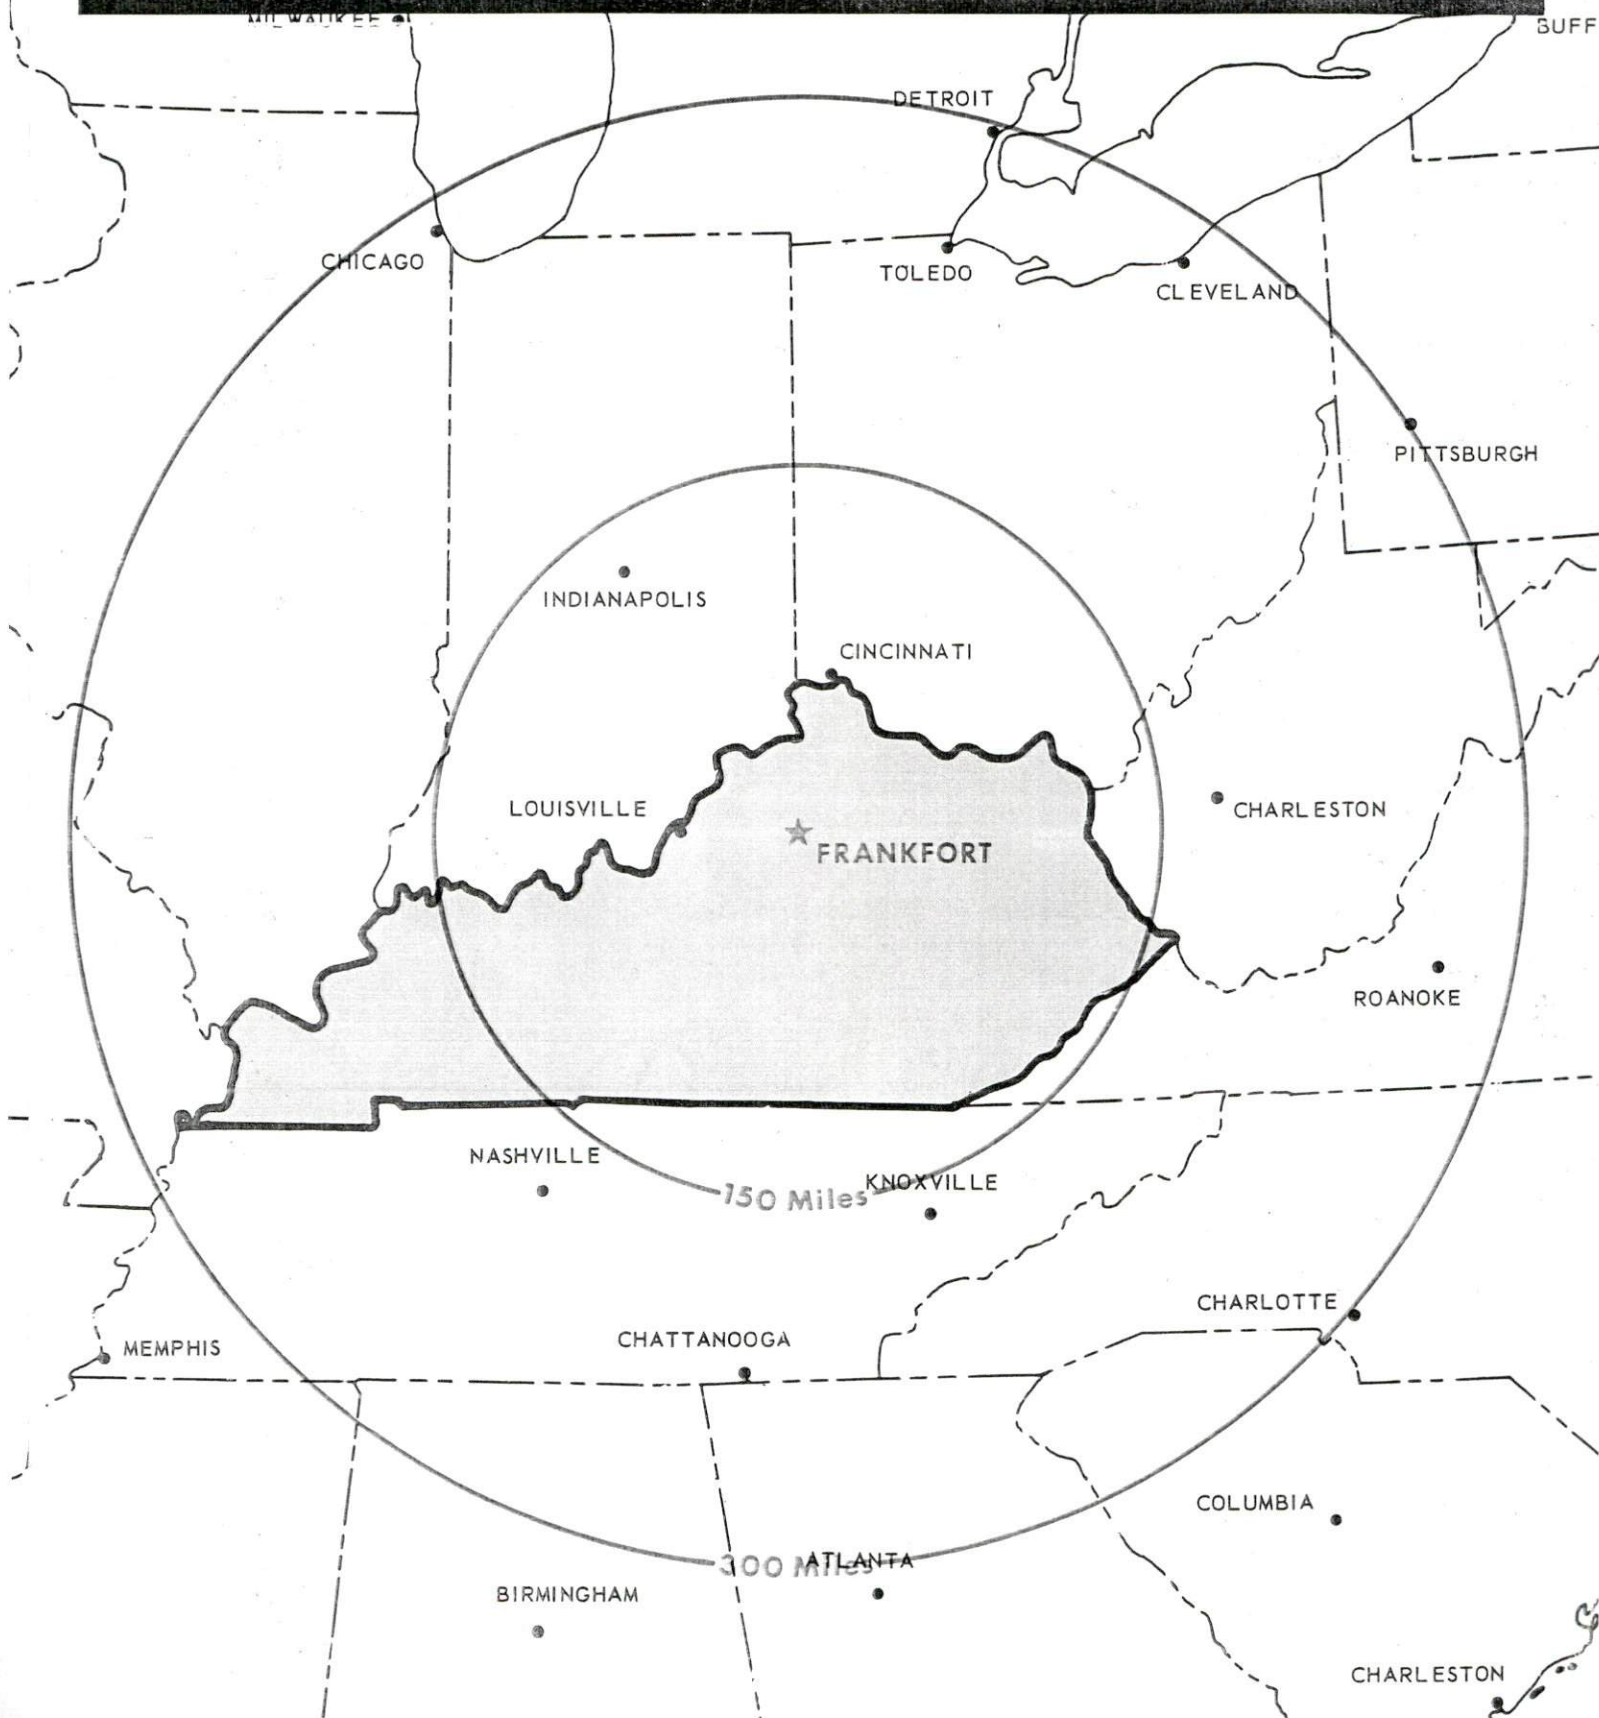 MILWAUKEE
BUFF
DETROIT
CHICAGO
TOLEDO
CLEVELAND
PITTSBURGH
INDIANAPOLIS
CINCINNATI
LOUISVILLE
CHARLESTON
FRANKFORT
ROANOKE
NASHVILLE
KNOXVILLE
150 Miles
CHARLOTTE
CHATTANOOGA
MEMPHIS
COLUMBIA
ATLANTA
300 Miles
BIRMINGHAM
CHARLESTON